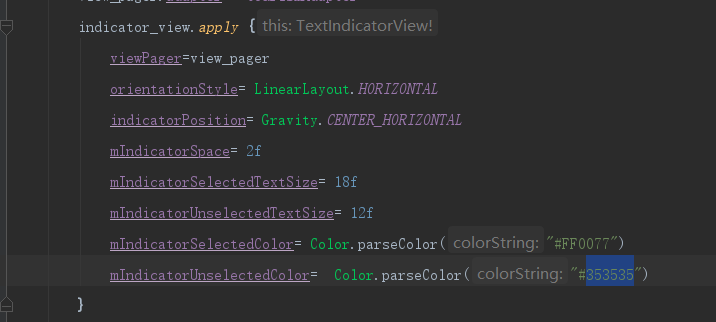 indicator_view.apply { this: TextIndicatorView!
viewPager=view_pager
orientationStyle= LinearLayout.HORIZONTAL
indicatorPosition= Gravity.CENTER_HORIZONTAL
mIndicatorSpace= 2f
mIndicatorSelectedTextSize= 18f
mIndicatorUnselectedTextSize= 12f
mIndicatorSelectedColor= Color.parseColor( colorString: "#FF0077")
mIndicatorUnselectedColor=  Color.parseColor( colorString: "#353535")
}